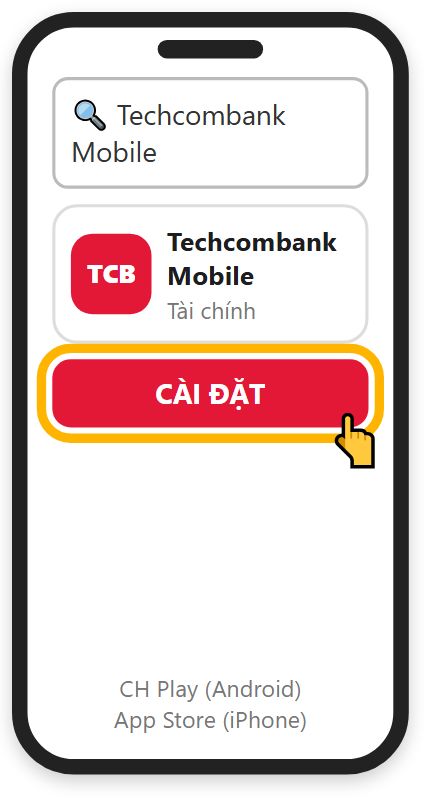 🔍 Techcombank
Mobile
TCB
Techcombank
Mobile
Tài chính
CÀI ĐẶT
CH Play (Android)
App Store (iPhone)